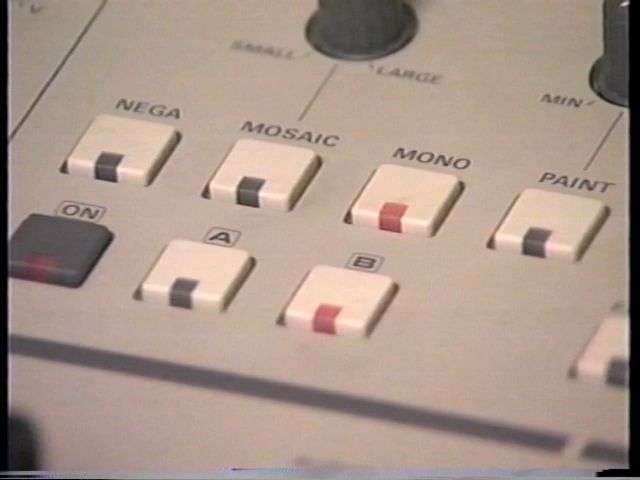 SMALL
LARGE
MIN
NEGA
MOSAIC
MONO
PAINT
ON
A
B